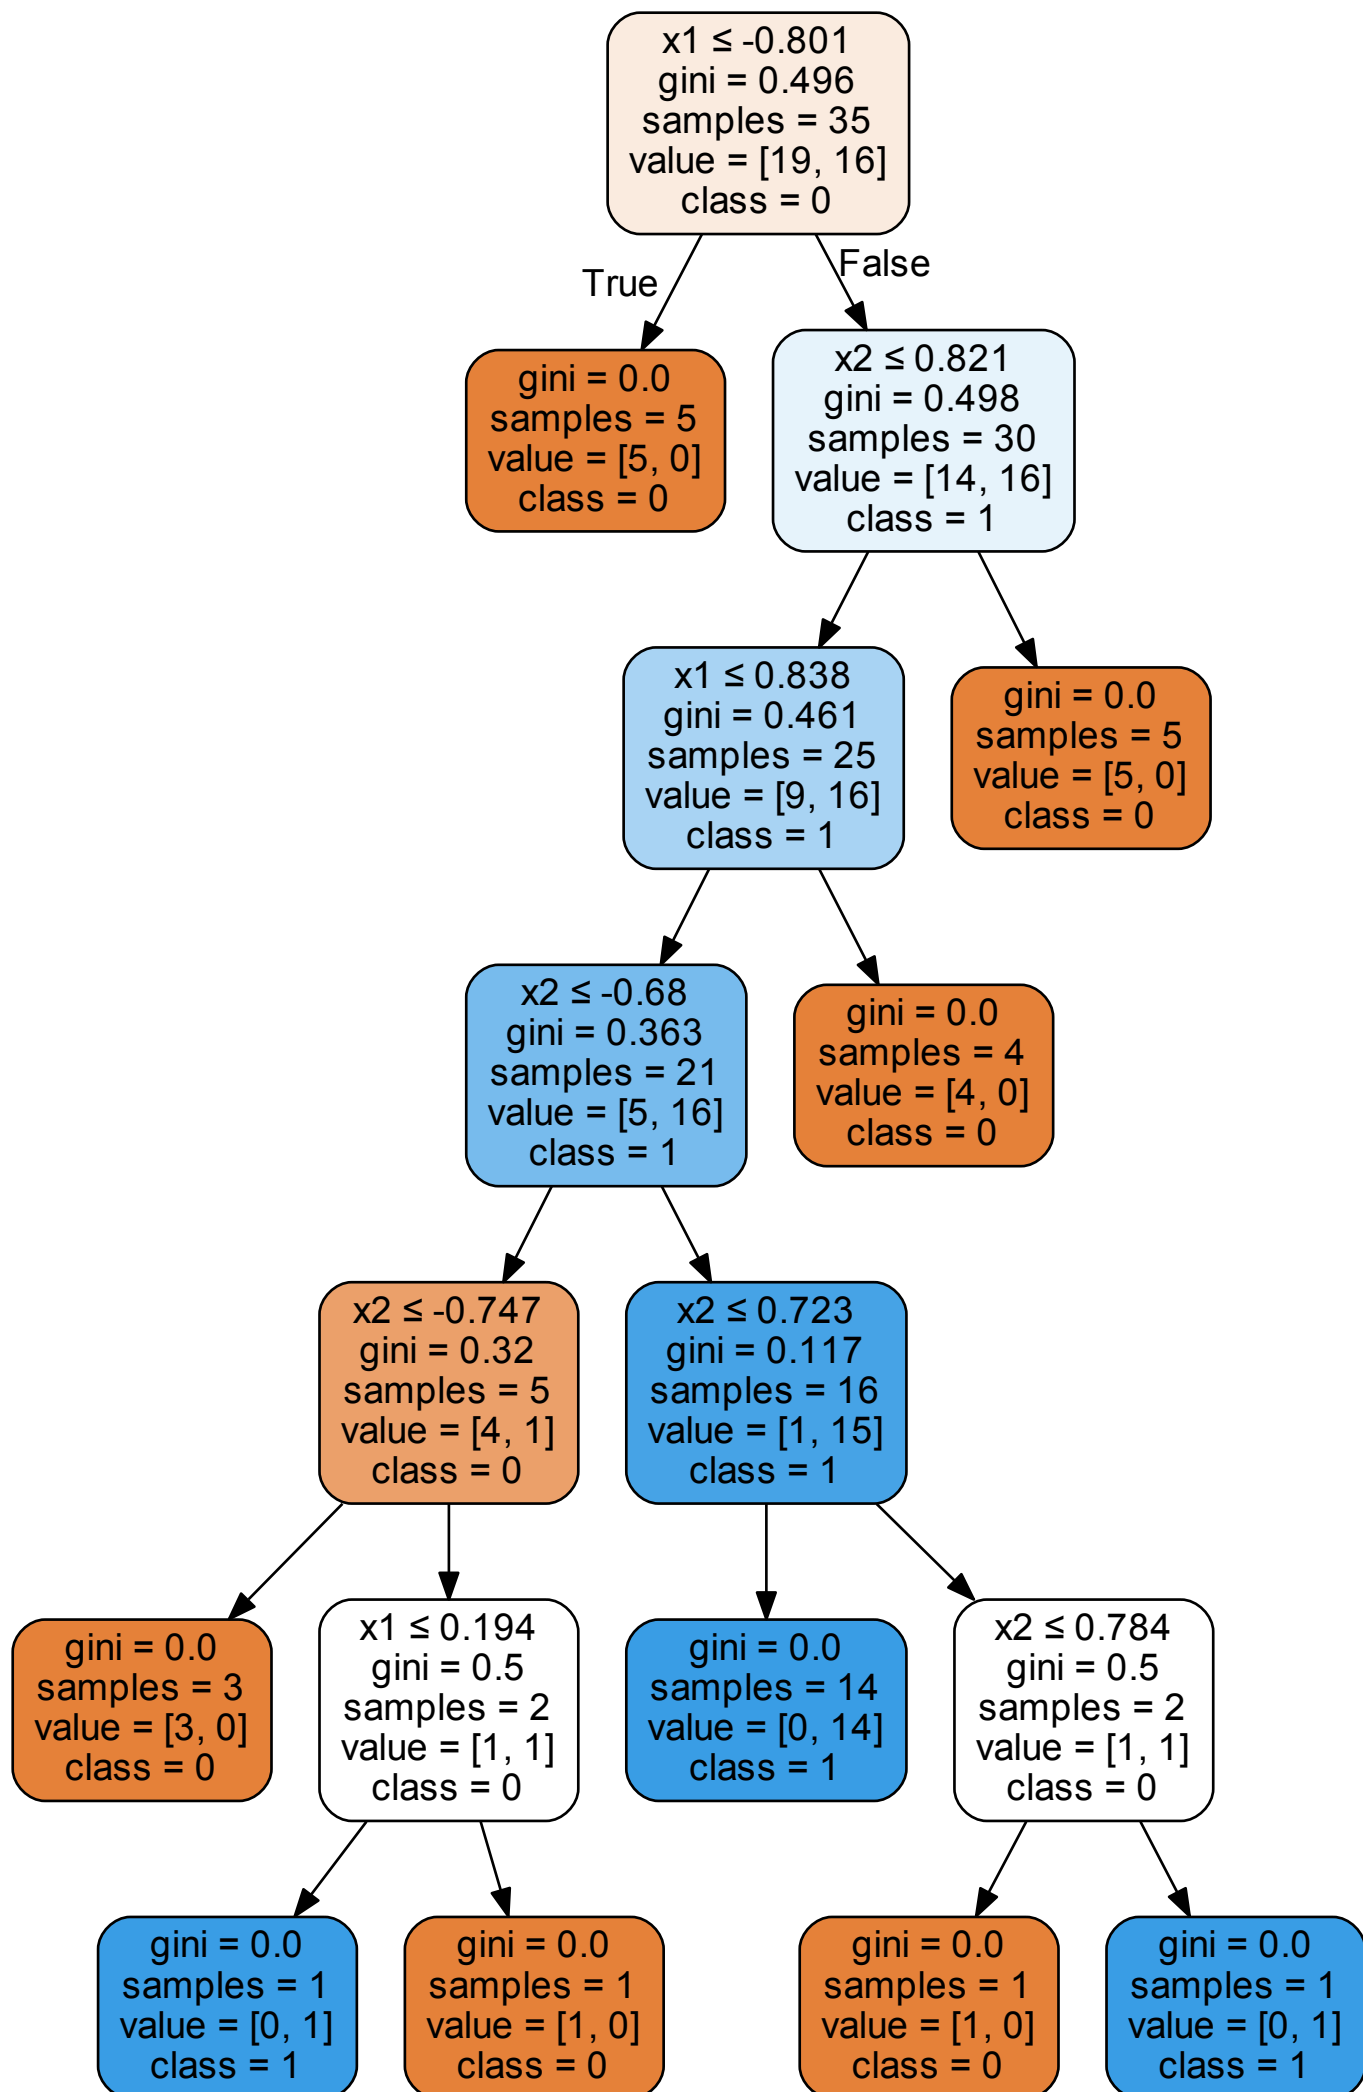 x1 ≤ -0.801
gini = 0.496
samples = 35
value = [19, 16]
class = 0
True
False
gini = 0.0
samples = 5
value = [5, 0]
class = 0
x2 ≤ 0.821
gini = 0.498
samples = 30
value = [14, 16]
class = 1
x1 ≤ 0.838
gini = 0.461
samples = 25
value = [9, 16]
class = 1
gini = 0.0
samples = 5
value = [5, 0]
class = 0
x2 ≤ -0.68
gini = 0.363
samples = 21
value = [5, 16]
class = 1
gini = 0.0
samples = 4
value = [4, 0]
class = 0
x2 ≤ -0.747
gini = 0.32
samples = 5
value = [4, 1]
class = 0
x2 ≤ 0.723
gini = 0.117
samples = 16
value = [1, 15]
class = 1
gini = 0.0
samples = 3
value = [3, 0]
class = 0
x1 ≤ 0.194
gini = 0.5
samples = 2
value = [1, 1]
class = 0
gini = 0.0
samples = 14
value = [0, 14]
class = 1
x2 ≤ 0.784
gini = 0.5
samples = 2
value = [1, 1]
class = 0
gini = 0.0
samples = 1
value = [0, 1]
class = 1
gini = 0.0
samples = 1
value = [1, 0]
class = 0
gini = 0.0
samples = 1
value = [1, 0]
class = 0
gini = 0.0
samples = 1
value = [0, 1]
class = 1